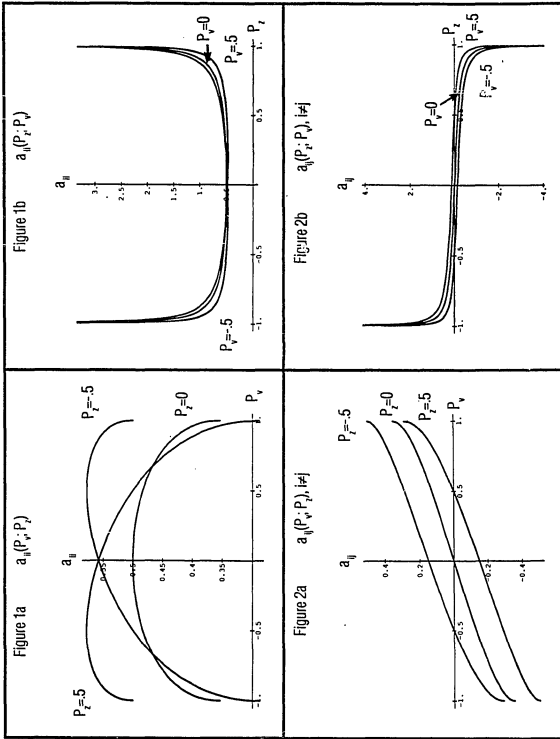 Figure 1a
a_ii(P_v; P_z)
a_ii
P_z=.5
P_z=-.5
0.5
0.45
0.4
0.35
P_z=0
-1.
-0.5
0.5
1.
P_v
Figure 1b
a_ii(P_z; P_v)
a_ii
3.
2.5
2.
1.5
1.
P_v=0
P_v=.5
P_v=-.5
-1.
-0.5
0.5
1.
P_z
Figure 2a
a_ij(P_v; P_z), i≠j
a_ij
P_z=-.5
P_z=0
P_z=.5
0.4
0.2
-0.2
-0.4
-1.
-0.5
0.5
1.
P_v
Figure 2b
a_ij(P_z; P_v), i≠j
a_ij
4.
2.
-2.
-4.
P_v=0
P_v=.5
P_v=-.5
-1.
-0.5
0.5
1.
P_z